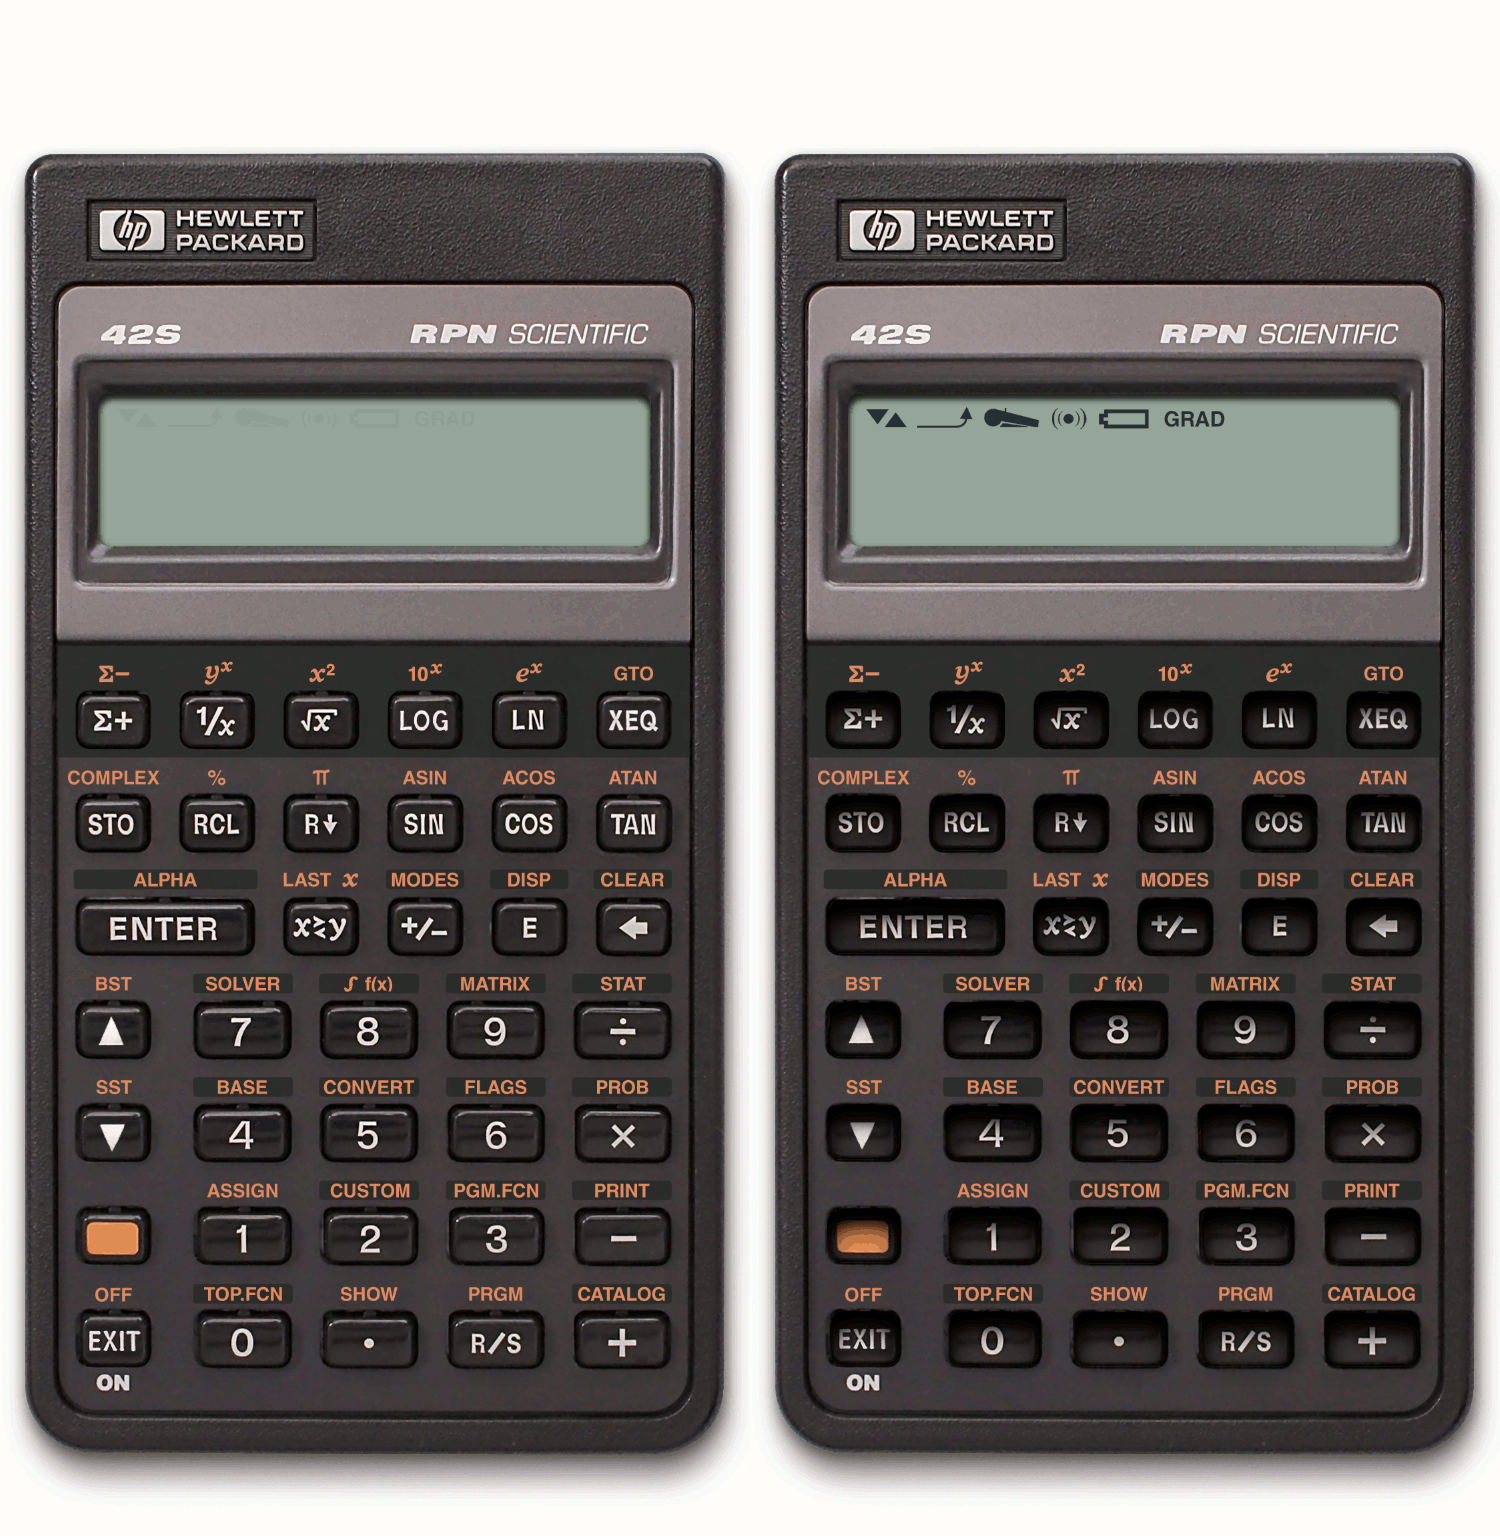 hp HEWLETT PACKARD
42S RPN SCIENTIFIC
GRAD
Σ− yˣ x² 10ˣ eˣ GTO
Σ+ 1/x √x LOG LN XEQ
COMPLEX % π ASIN ACOS ATAN
STO RCL R↓ SIN COS TAN
ALPHA LAST x MODES DISP CLEAR
ENTER x≷y +/− E ←
BST SOLVER ∫ f(x) MATRIX STAT
▲ 7 8 9 ÷
SST BASE CONVERT FLAGS PROB
▼ 4 5 6 ×
ASSIGN CUSTOM PGM.FCN PRINT
1 2 3 −
OFF TOP.FCN SHOW PRGM CATALOG
EXIT 0 . R/S +
ON
hp HEWLETT PACKARD
42S RPN SCIENTIFIC
▼▲ GRAD
Σ− yˣ x² 10ˣ eˣ GTO
Σ+ 1/x √x LOG LN XEQ
COMPLEX % π ASIN ACOS ATAN
STO RCL R↓ SIN COS TAN
ALPHA LAST x MODES DISP CLEAR
ENTER x≷y +/− E ←
BST SOLVER ∫ f(x) MATRIX STAT
▲ 7 8 9 ÷
SST BASE CONVERT FLAGS PROB
▼ 4 5 6 ×
ASSIGN CUSTOM PGM.FCN PRINT
1 2 3 −
OFF TOP.FCN SHOW PRGM CATALOG
EXIT 0 . R/S +
ON